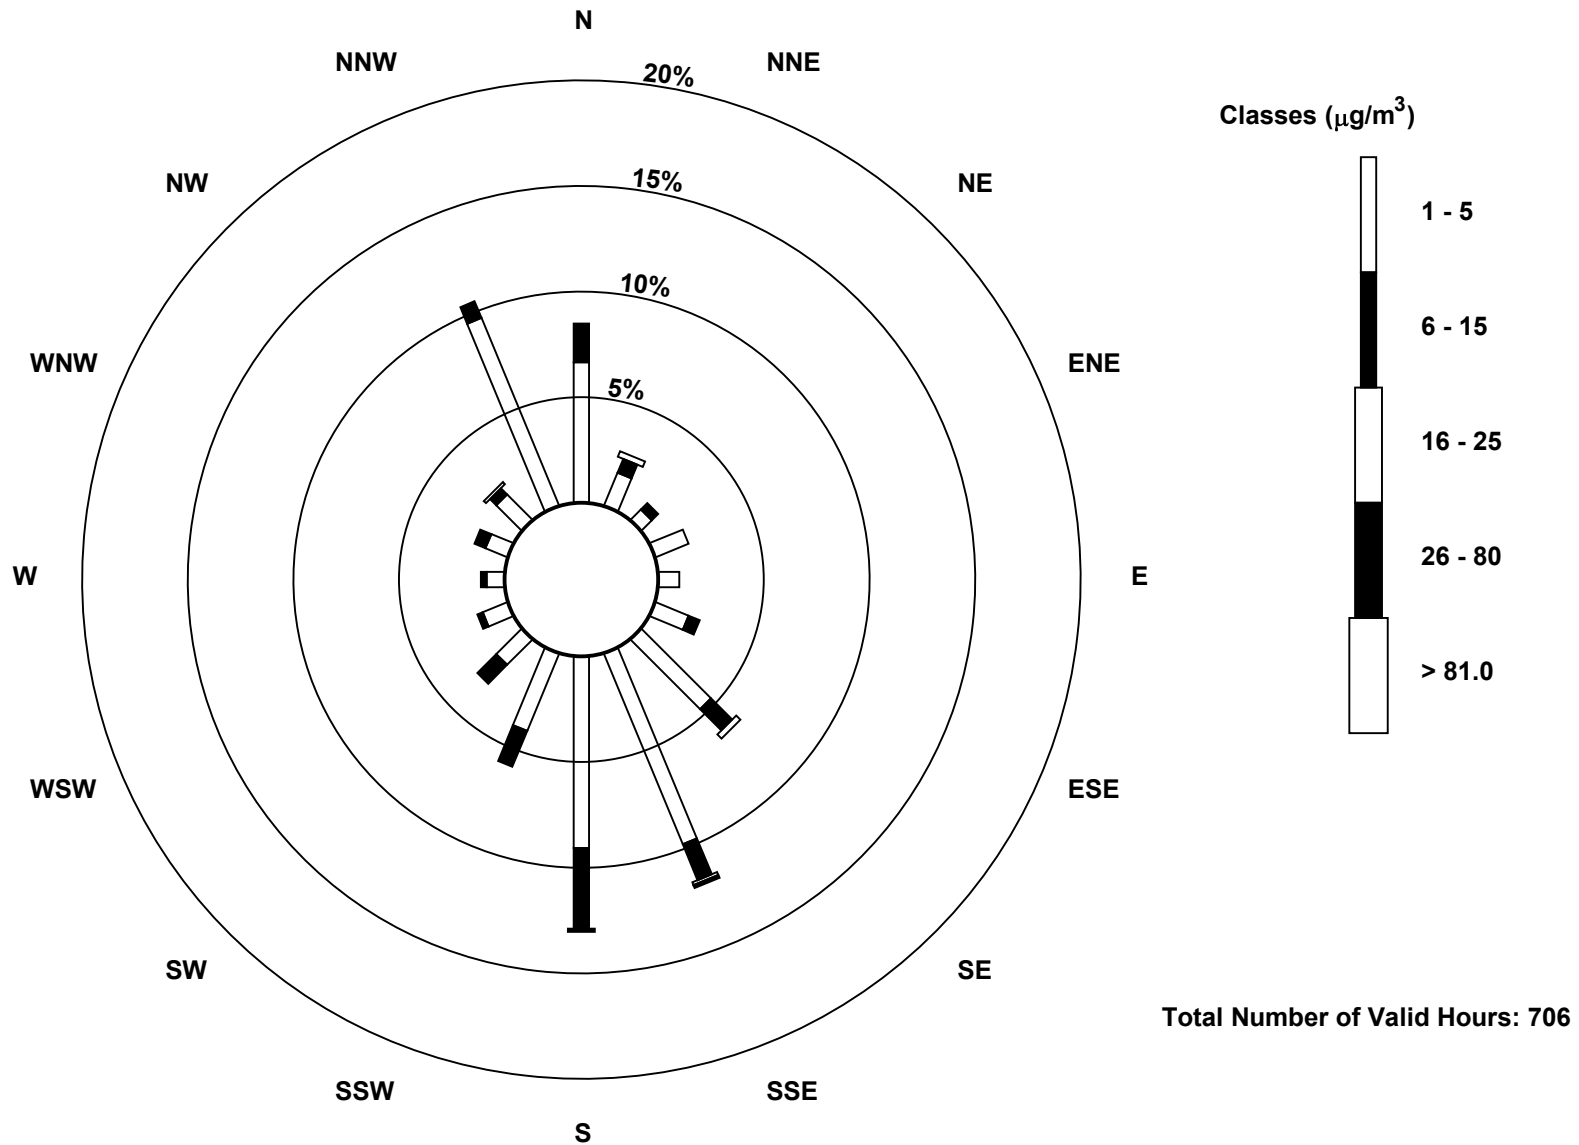 N
NNW
NNE
20%
Classes (μg/m³)
15%
NW
NE
1 - 5
10%
6 - 15
WNW
ENE
5%
16 - 25
26 - 80
W
E
> 81.0
WSW
ESE
SW
SE
Total Number of Valid Hours: 706
SSW
SSE
S